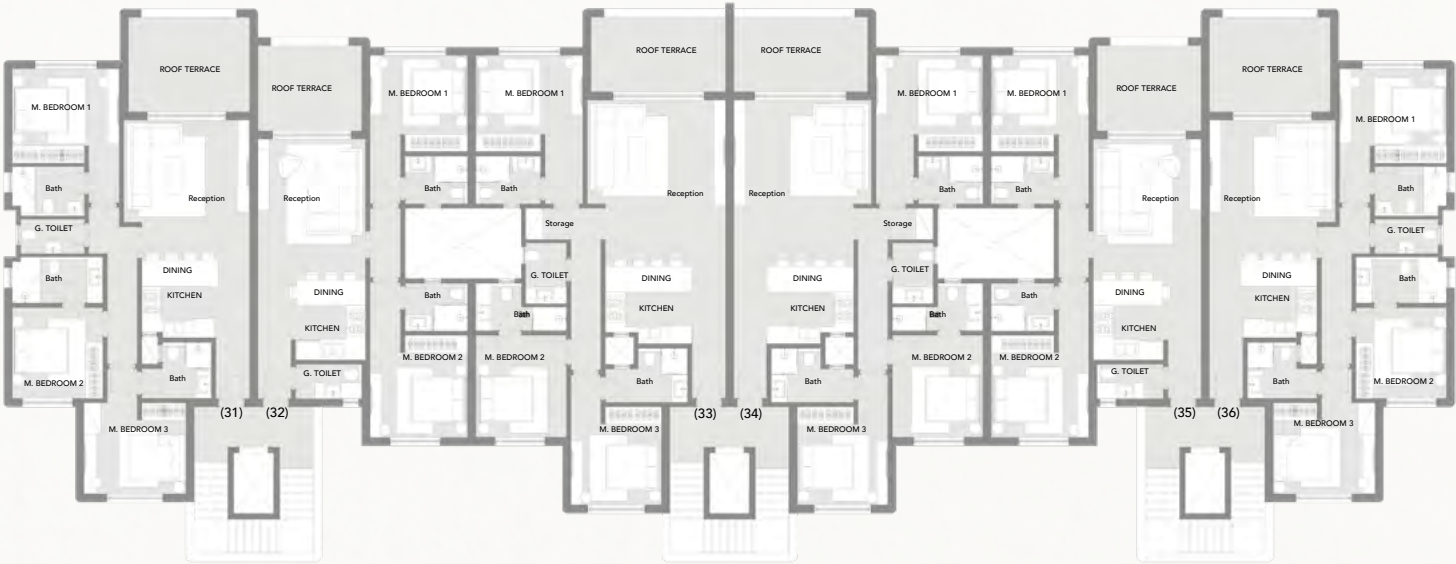 ROOF TERRACE
ROOF TERRACE
M. BEDROOM 1
Bath
G. TOILET
Bath
M. BEDROOM 2
Reception
DINING
KITCHEN
Bath
M. BEDROOM 3
(31)
(32)
Reception
DINING
KITCHEN
G. TOILET
M. BEDROOM 1
Bath
Bath
M. BEDROOM 2
M. BEDROOM 1
Bath
Storage
G. TOILET
Bath
M. BEDROOM 2
ROOF TERRACE
Reception
DINING
KITCHEN
Bath
M. BEDROOM 3
(33)
(34)
ROOF TERRACE
Reception
DINING
KITCHEN
Bath
M. BEDROOM 3
M. BEDROOM 1
Bath
Storage
G. TOILET
Bath
M. BEDROOM 2
M. BEDROOM 1
Bath
Bath
M. BEDROOM 2
ROOF TERRACE
Reception
DINING
KITCHEN
G. TOILET
(35)
(36)
ROOF TERRACE
Reception
DINING
KITCHEN
Bath
M. BEDROOM 3
M. BEDROOM 1
Bath
G. TOILET
Bath
M. BEDROOM 2